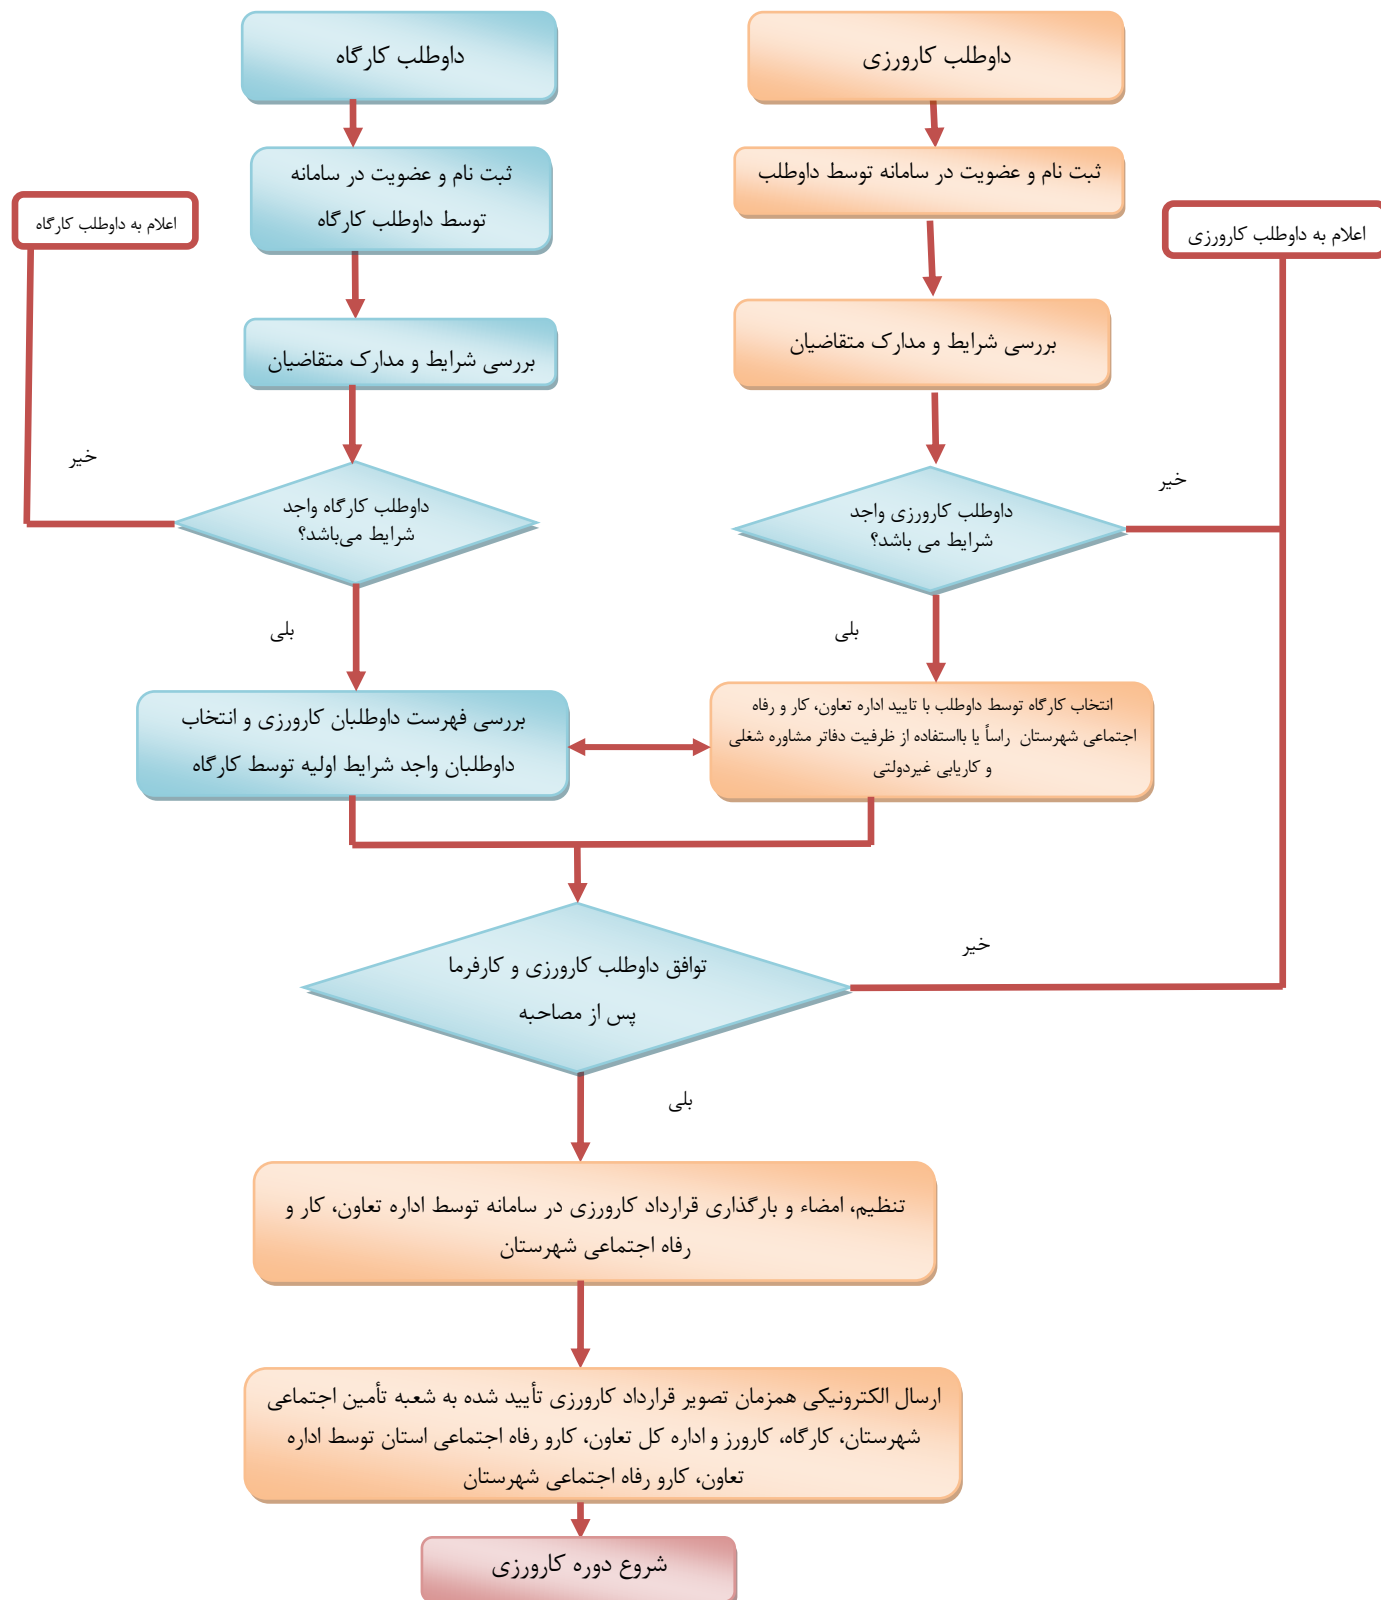 داوطلب کارورزی
داوطلب کارگاه
ثبت نام و عضویت در سامانه توسط داوطلب
ثبت نام و عضویت در سامانه
توسط داوطلب کارگاه
اعلام به داوطلب کارورزی
اعلام به داوطلب کارگاه
بررسی شرایط و مدارک متقاضیان
بررسی شرایط و مدارک متقاضیان
خیر
خیر
داوطلب کارورزی واجد
شرایط می باشد؟
داوطلب کارگاه واجد
شرایط می‌باشد؟
بلی
بلی
انتخاب کارگاه توسط داوطلب با تایید اداره تعاون، کار و رفاه
اجتماعی شهرستان راساً یا بااستفاده از ظرفیت دفاتر مشاوره شغلی
و کاریابی غیردولتی
بررسی فهرست داوطلبان کارورزی و انتخاب
داوطلبان واجد شرایط اولیه توسط کارگاه
خیر
توافق داوطلب کارورزی و کارفرما
پس از مصاحبه
بلی
تنظیم، امضاء و بارگذاری قرارداد کارورزی در سامانه توسط اداره تعاون، کار و
رفاه اجتماعی شهرستان
ارسال الکترونیکی همزمان تصویر قرارداد کارورزی تأیید شده به شعبه تأمین اجتماعی
شهرستان، کارگاه، کارورز و اداره کل تعاون، کارو رفاه اجتماعی استان توسط اداره
تعاون، کارو رفاه اجتماعی شهرستان
شروع دوره کارورزی